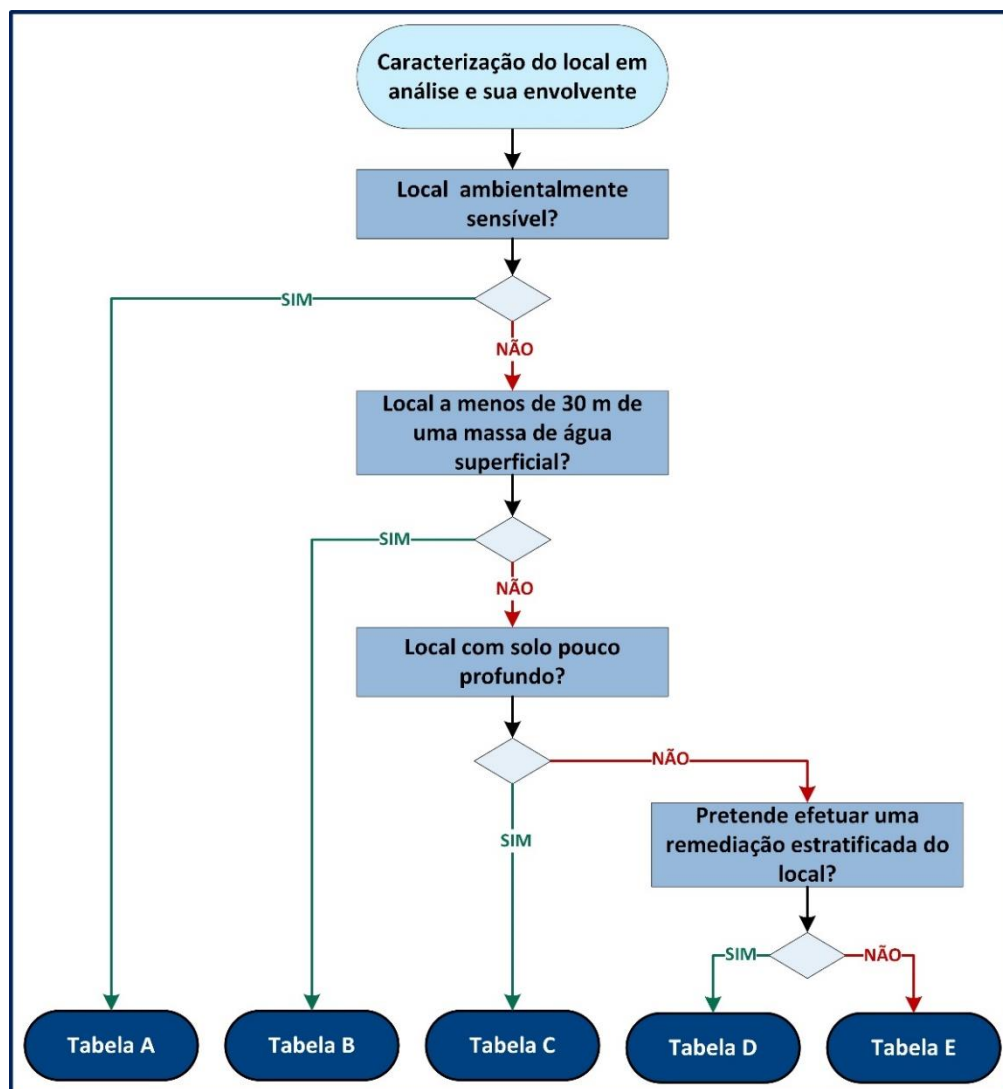 Caracterização do local em
análise e sua envolvente
Local ambientalmente
sensível?
SIM
NÃO
Local a menos de 30 m de
uma massa de água
superficial?
SIM
NÃO
Local com solo pouco
profundo?
NÃO
SIM
Pretende efetuar uma
remediação estratificada do
local?
SIM
NÃO
Tabela A
Tabela B
Tabela C
Tabela D
Tabela E